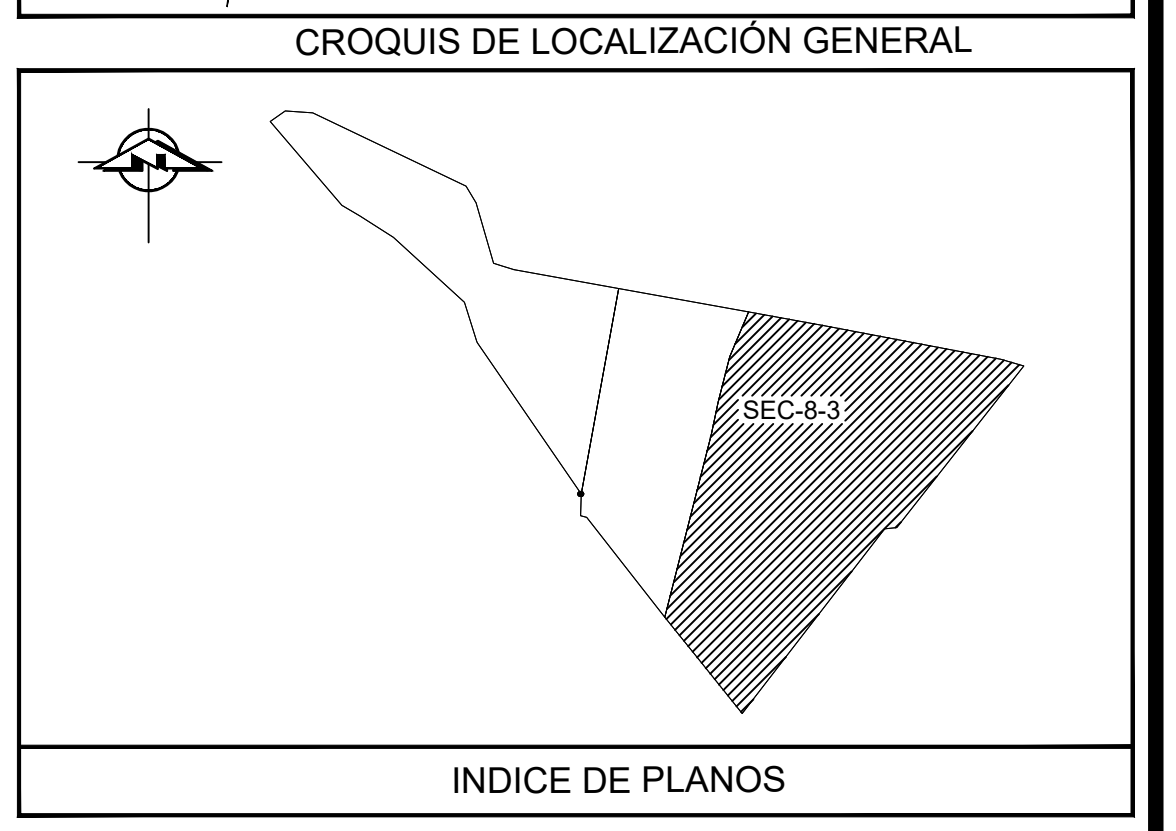 CROQUIS DE LOCALIZACIÓN GENERAL
N
SEC-8-3
INDICE DE PLANOS